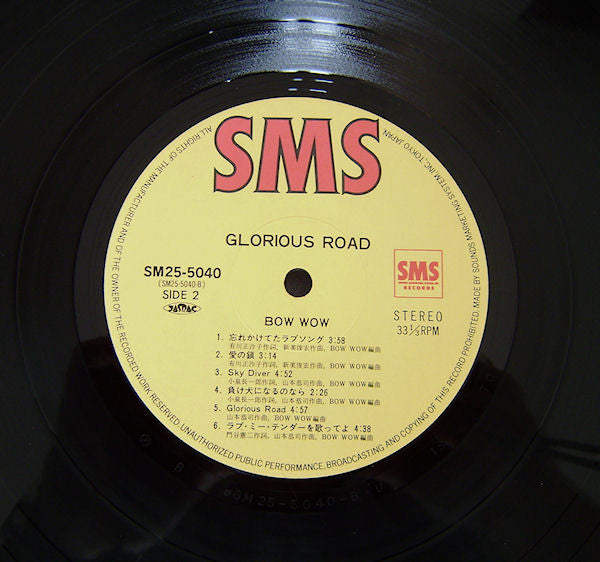 SMS
GLORIOUS ROAD
SM25-5040
(SM25-5040-B)
SIDE 2
JASRAC
SMS
RECORDS
STEREO
33 1/3 RPM
BOW WOW
1. 忘れかけてたラブソング 3:58
有川正沙子作詞, 新美俊宏作曲, BOW WOW編曲
2. 愛の鎖 3:14
有川正沙子作詞, 新美俊宏作曲, BOW WOW編曲
3. Sky Diver 4:52
小泉長一郎作詞, 山本恭司作曲, BOW WOW編曲
4. 負け犬になるのなら 2:26
小泉長一郎作詞, 山本恭司作曲, BOW WOW編曲
5. Glorious Road 4:57
山本恭司作曲, BOW WOW編曲
6. ラブ・ミー・テンダーを歌ってよ 4:38
門谷憲二作詞, 山本恭司作曲, BOW WOW編曲
ALL RIGHTS OF THE MANUFACTURER AND OF THE OWNER OF THE RECORDED WORK RESERVED. UNAUTHORIZED PUBLIC PERFORMANCE, BROADCASTING AND COPYING OF THIS RECORD PROHIBITED. MADE BY SOUNDS MARKETING SYSTEM INC., TOKYO JAPAN
SM25-5040-B